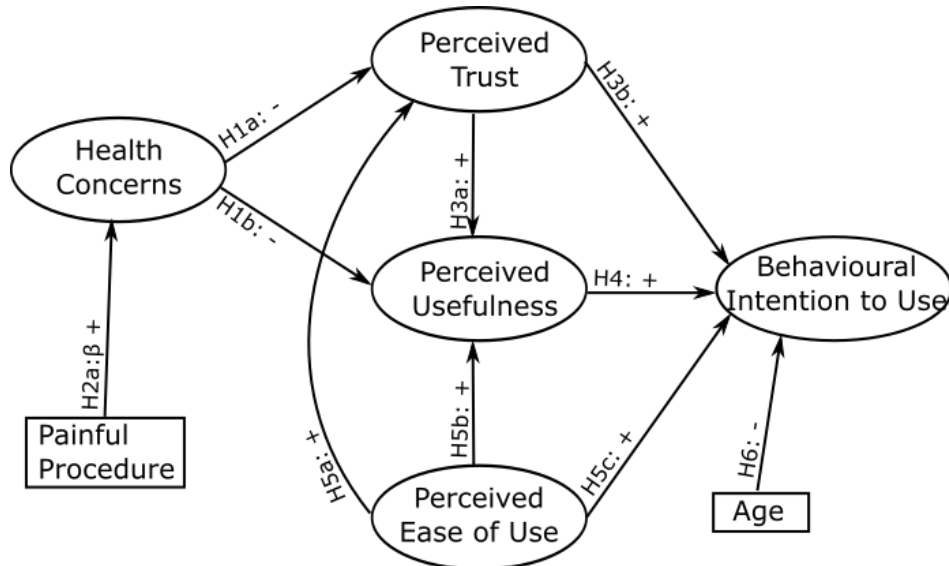 Perceived
Trust
H1a: -
H3b: +
Health
Concerns
H3a: +
H1b: -
Perceived
Usefulness
H4: +
Behavioural
Intention to Use
H2a:β +
Painful
Procedure
H5a: +
H5b: +
H5c: +
H6: -
Perceived
Ease of Use
Age